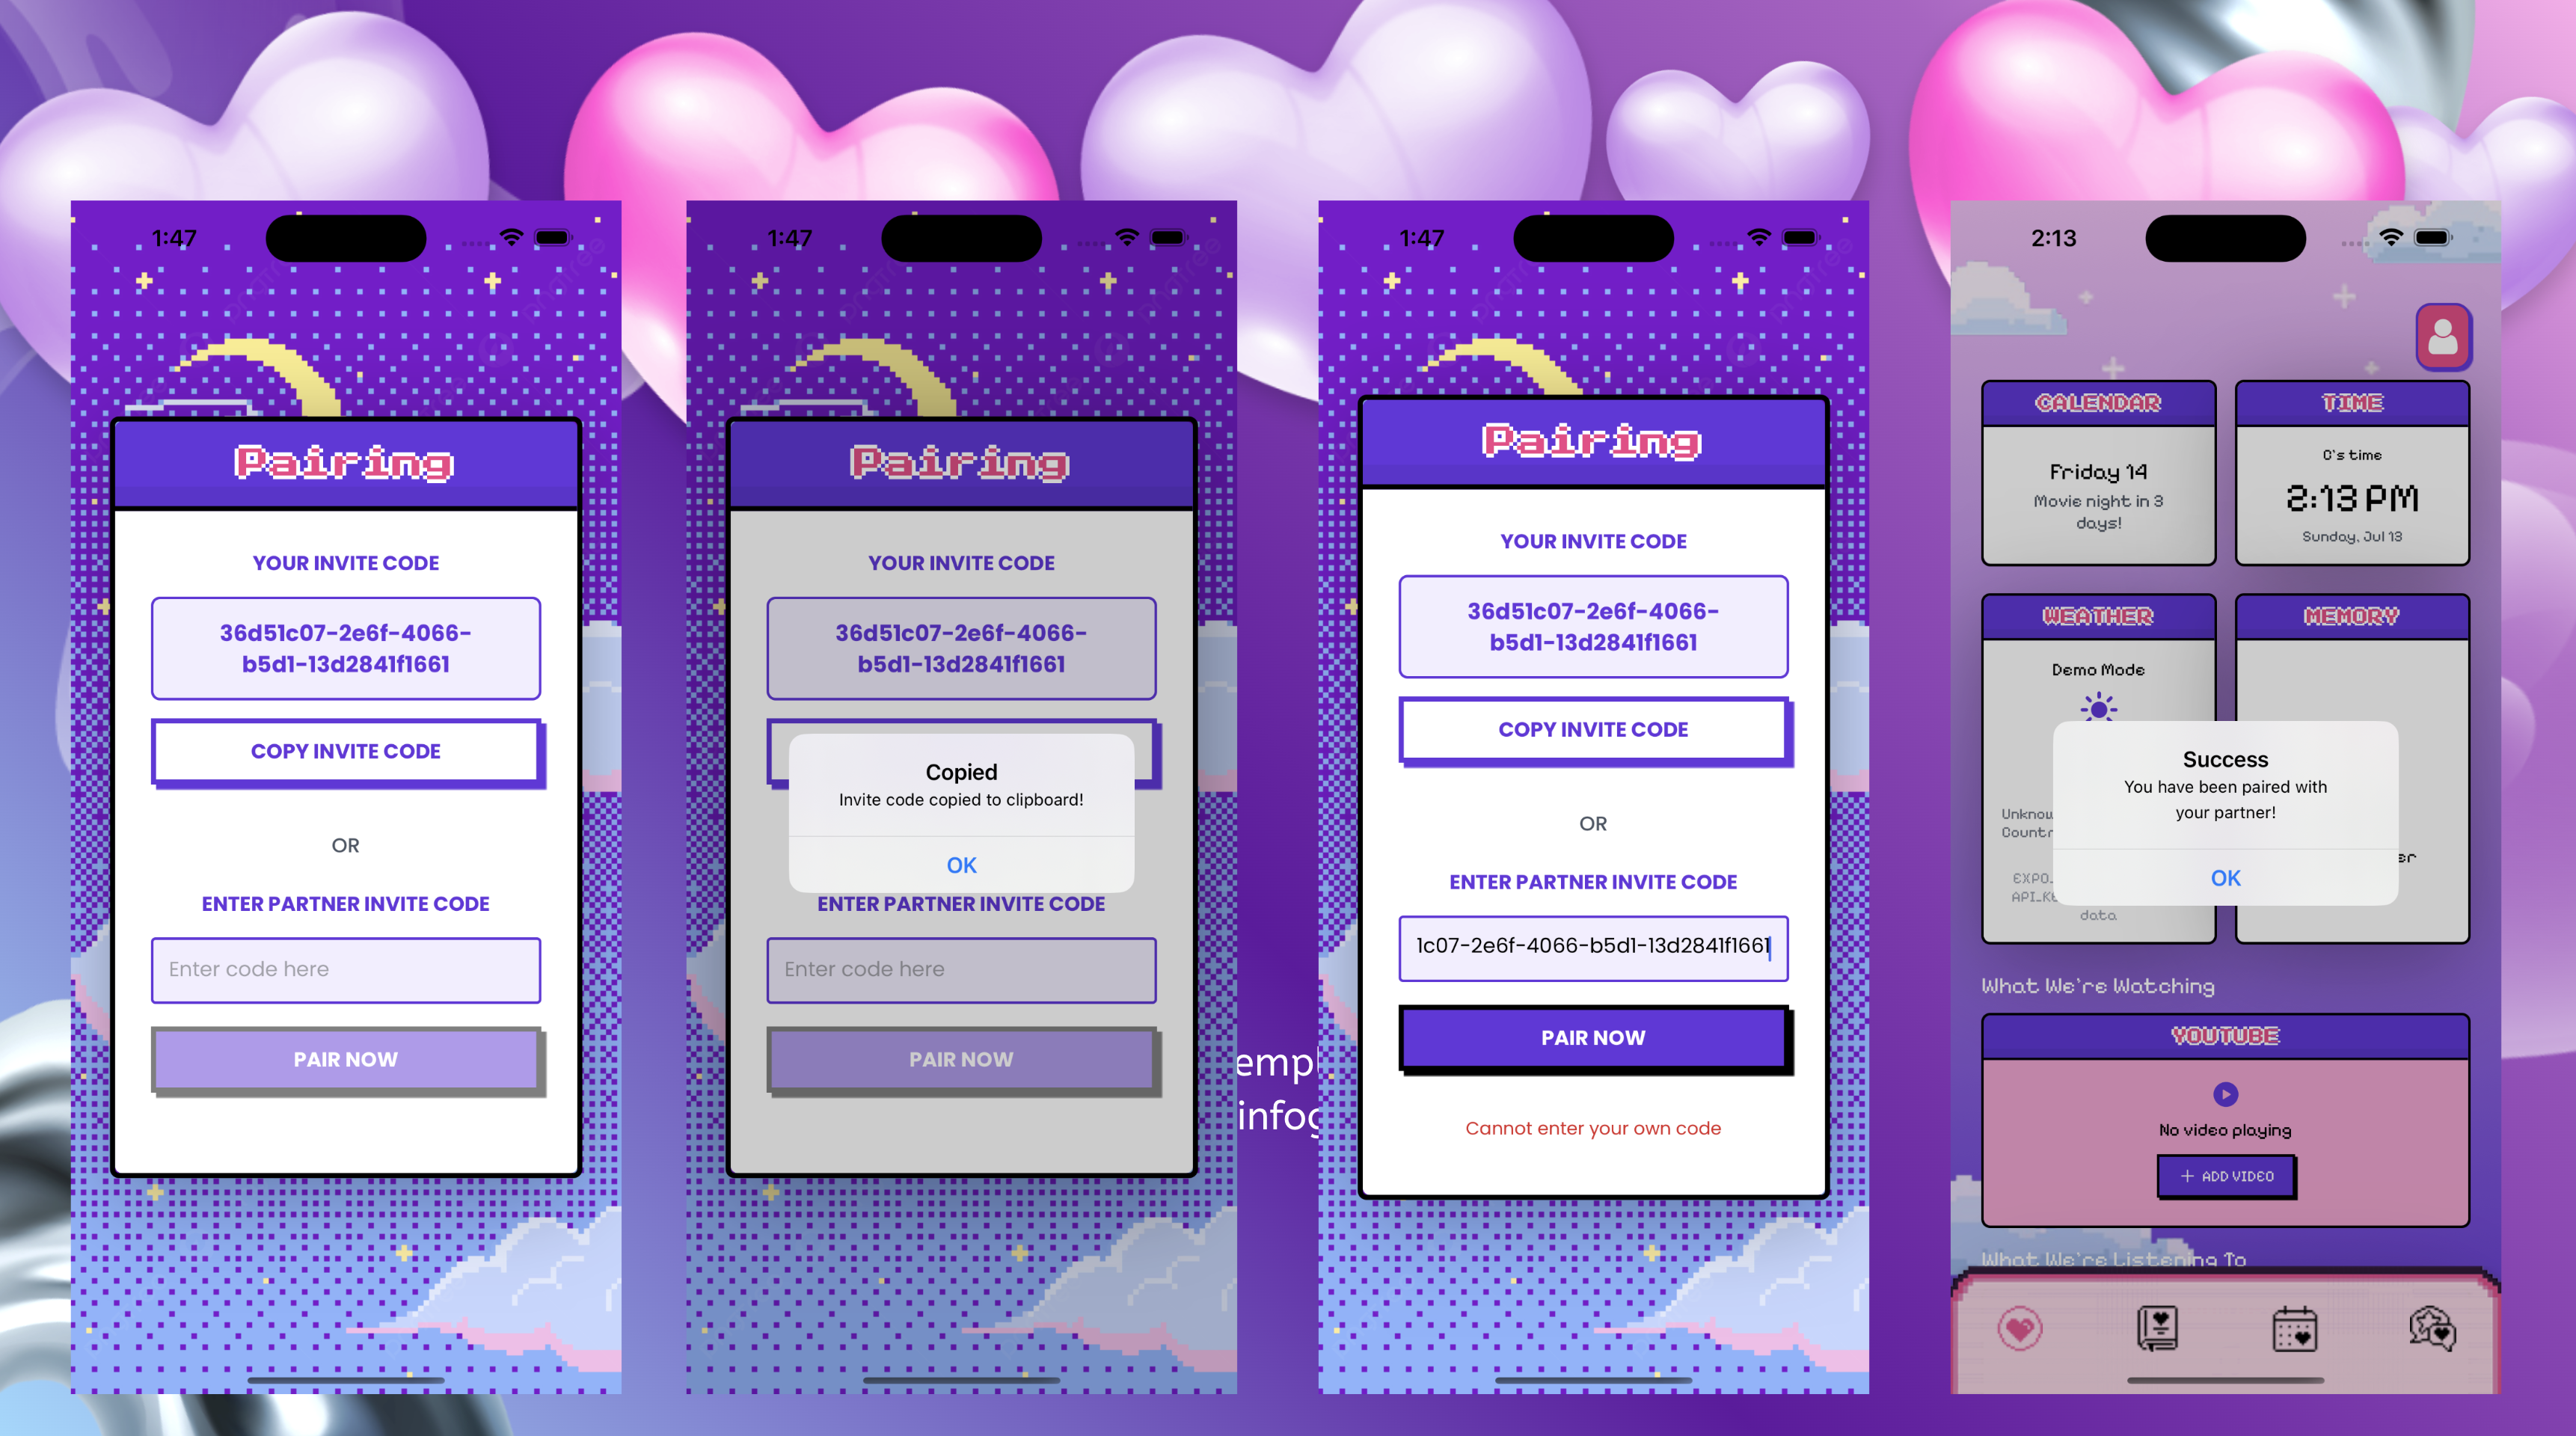 1:47
Pairing
YOUR INVITE CODE
36d51c07-2e6f-4066-
b5d1-13d2841f1661
COPY INVITE CODE
OR
ENTER PARTNER INVITE CODE
Enter code here
PAIR NOW
1:47
Pairing
YOUR INVITE CODE
36d51c07-2e6f-4066-
b5d1-13d2841f1661
Copied
Invite code copied to clipboard!
OK
ENTER PARTNER INVITE CODE
Enter code here
PAIR NOW
empl
infog
1:47
Pairing
YOUR INVITE CODE
36d51c07-2e6f-4066-
b5d1-13d2841f1661
COPY INVITE CODE
OR
ENTER PARTNER INVITE CODE
1c07-2e6f-4066-b5d1-13d2841f1661
PAIR NOW
Cannot enter your own code
2:13
CALENDAR
Friday 14
Movie night in 3
days!
TIME
C's time
2:13 PM
Sunday, Jul 13
WEATHER
Demo Mode
Unknow
Countr
EXPO_
API_KE
data
MEMORY
er
Success
You have been paired with
your partner!
OK
What We're Watching
YOUTUBE
No video playing
+ ADD VIDEO
What We're Listening To